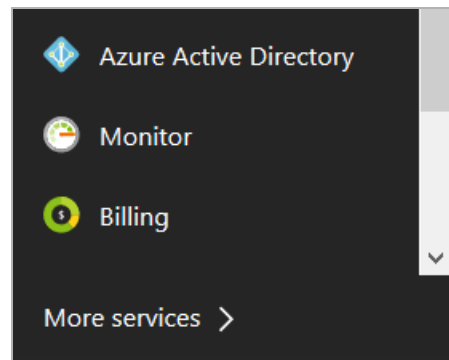 Azure Active Directory
Monitor
$ Billing
More services >